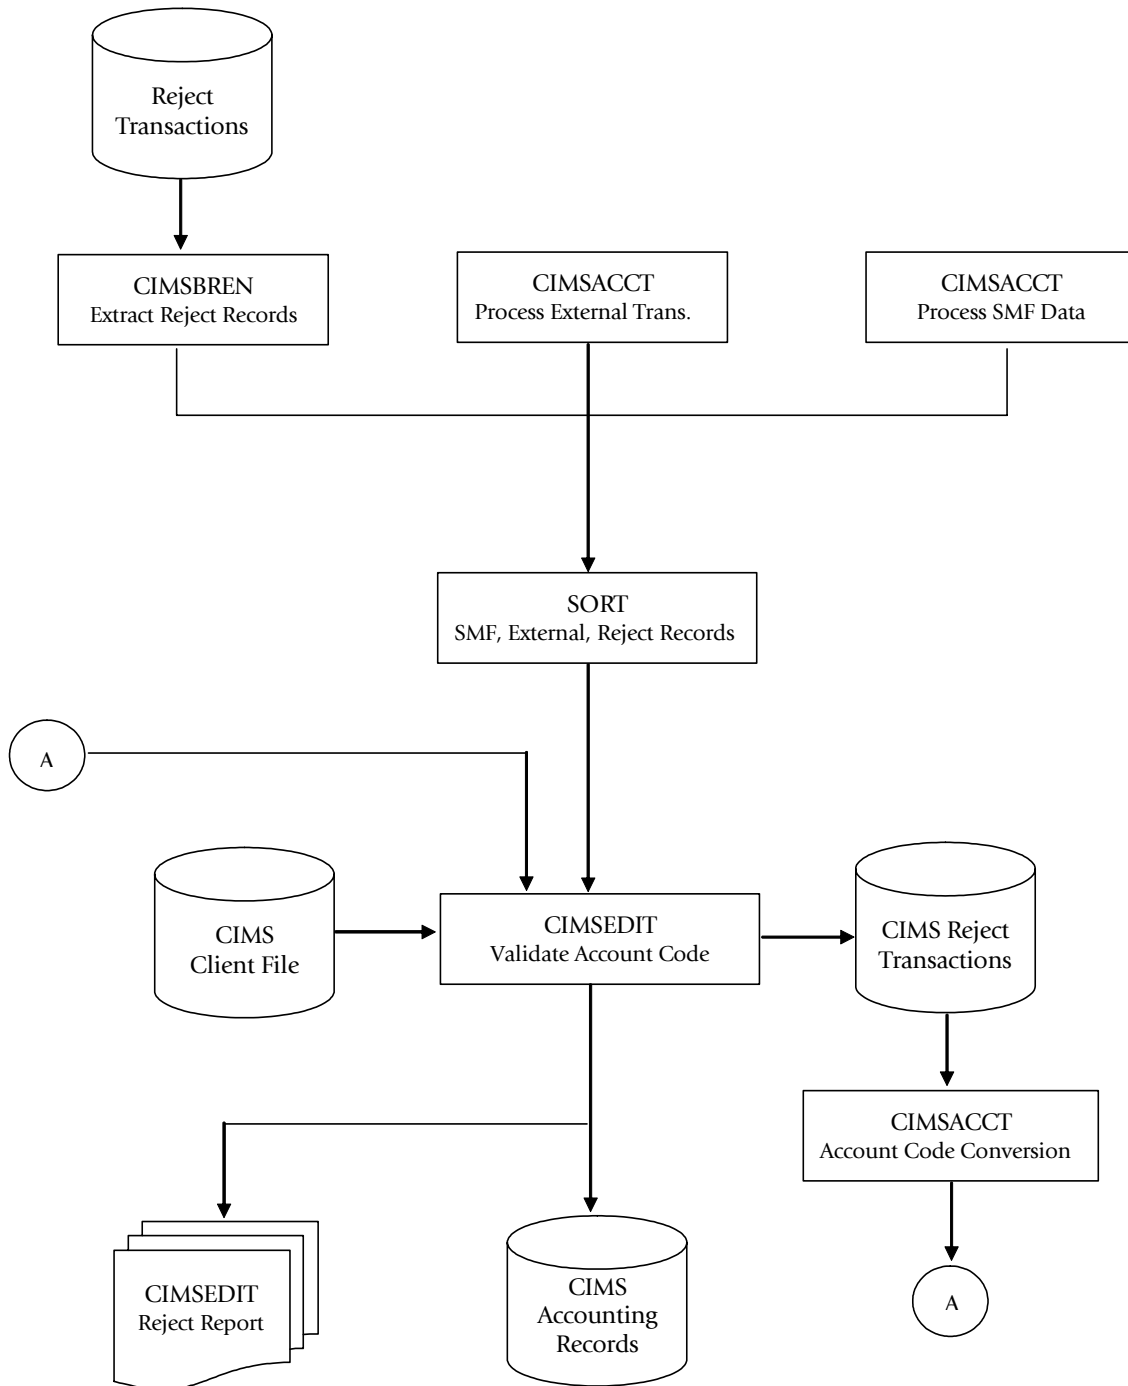 Reject
Transactions
CIMSBREN
Extract Reject Records
CIMSACCT
Process External Trans.
CIMSACCT
Process SMF Data
SORT
SMF, External, Reject Records
A
CIMS
Client File
CIMSEDIT
Validate Account Code
CIMS Reject
Transactions
CIMSACCT
Account Code Conversion
CIMSEDIT
Reject Report
CIMS
Accounting
Records
A